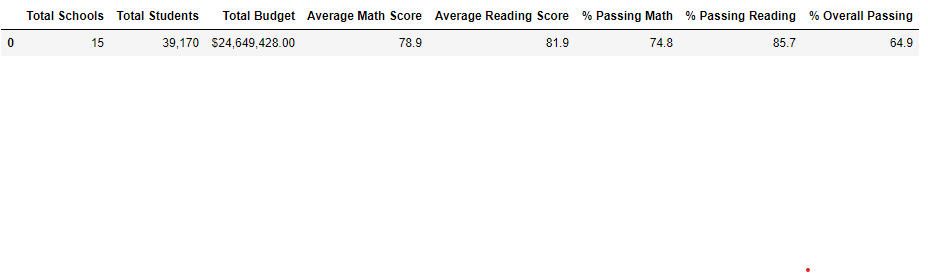 Total Schools Total Students Total Budget Average Math Score Average Reading Score % Passing Math % Passing Reading % Overall Passing
0 15 39,170 $24,649,428.00 78.9 81.9 74.8 85.7 64.9